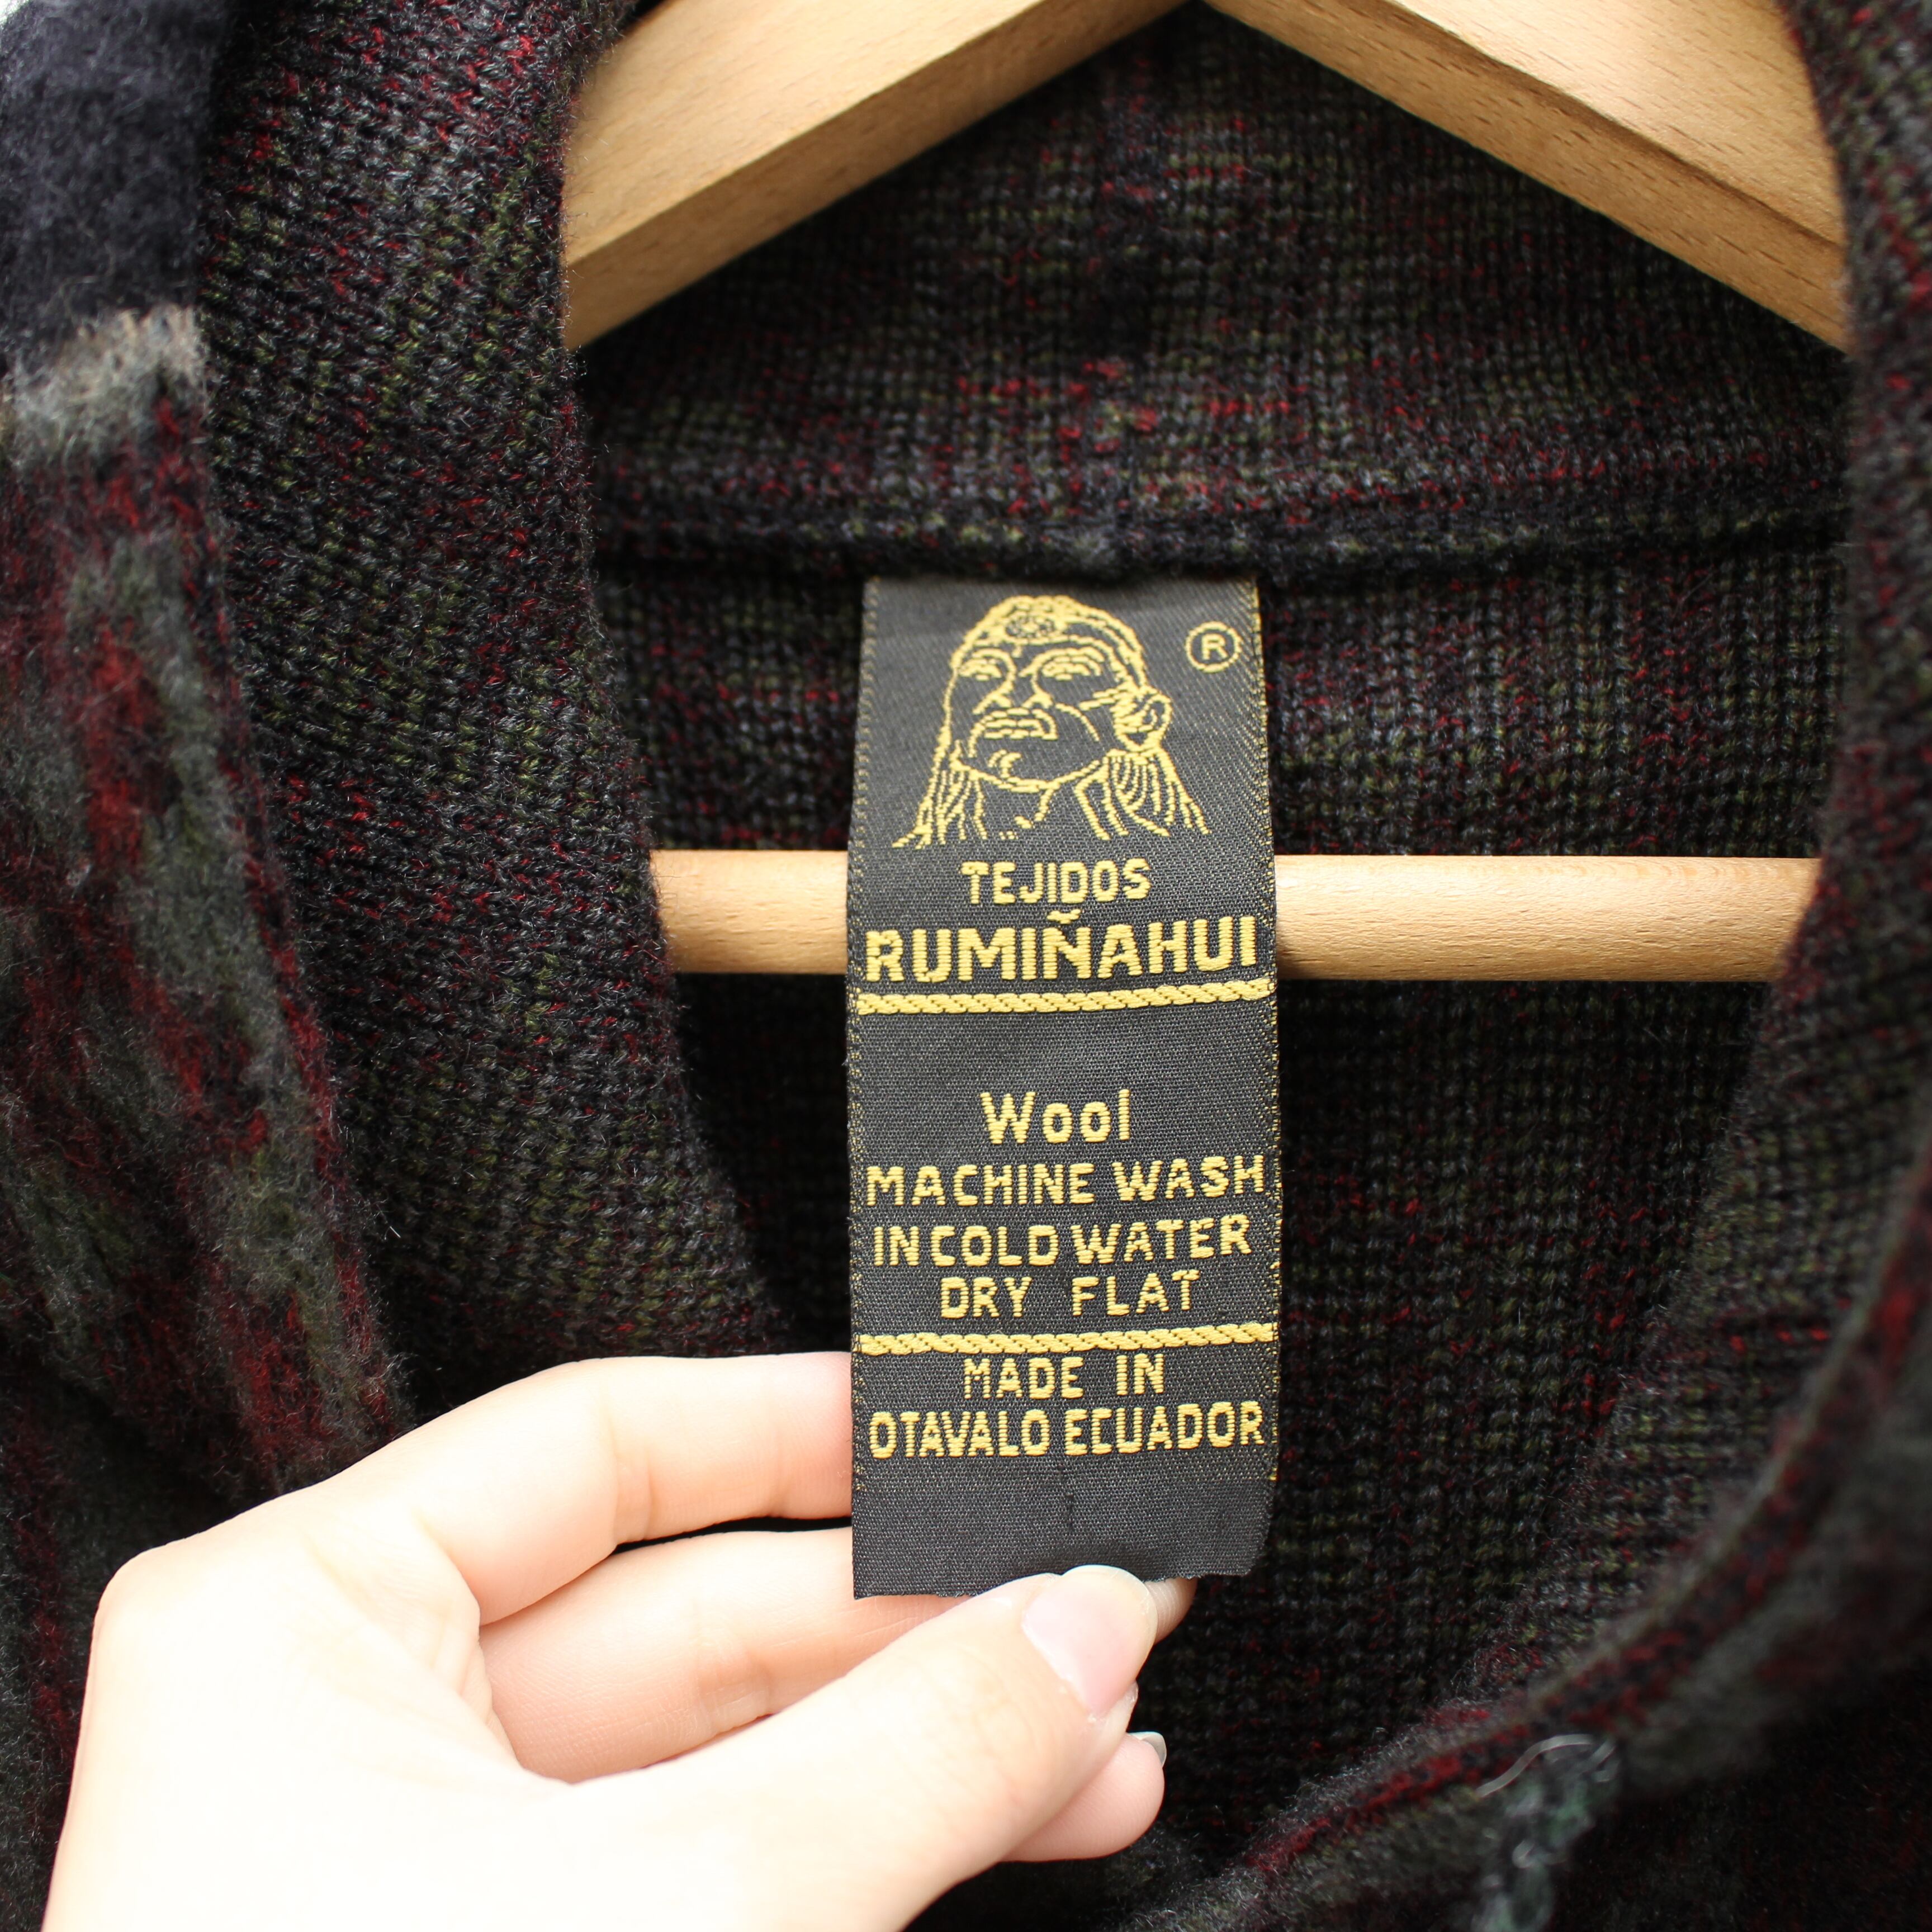 ®
TEJIDOS
RUMIÑAHUI
Wool
MACHINE WASH
IN COLD WATER
DRY FLAT
MADE IN
OTAVALO ECUADOR